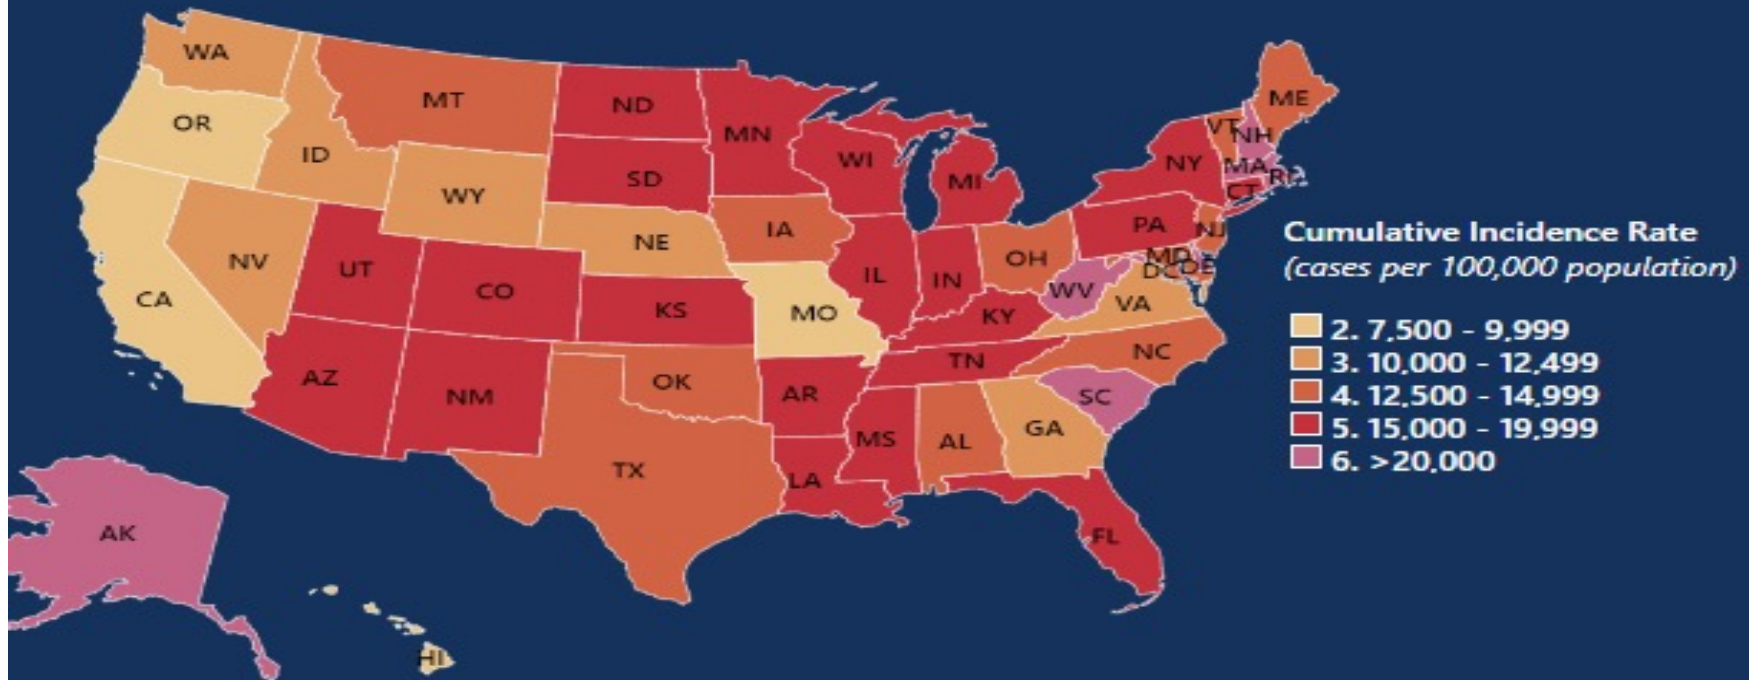 WA
MT
ND
MN
OR
ID
SD
WI
MI
WY
NE
IA
NV
UT
CO
CA
KS
MO
IL
IN
OH
PA
NY
VT
NH
ME
MA
RI
CT
NJ
MD
DC
DE
WV
VA
KY
TN
NC
AZ
NM
OK
AR
SC
MS
AL
GA
TX
LA
FL
AK
HI
Cumulative Incidence Rate
(cases per 100,000 population)
2. 7,500 - 9,999
3. 10,000 - 12,499
4. 12,500 - 14,999
5. 15,000 - 19,999
6. >20,000